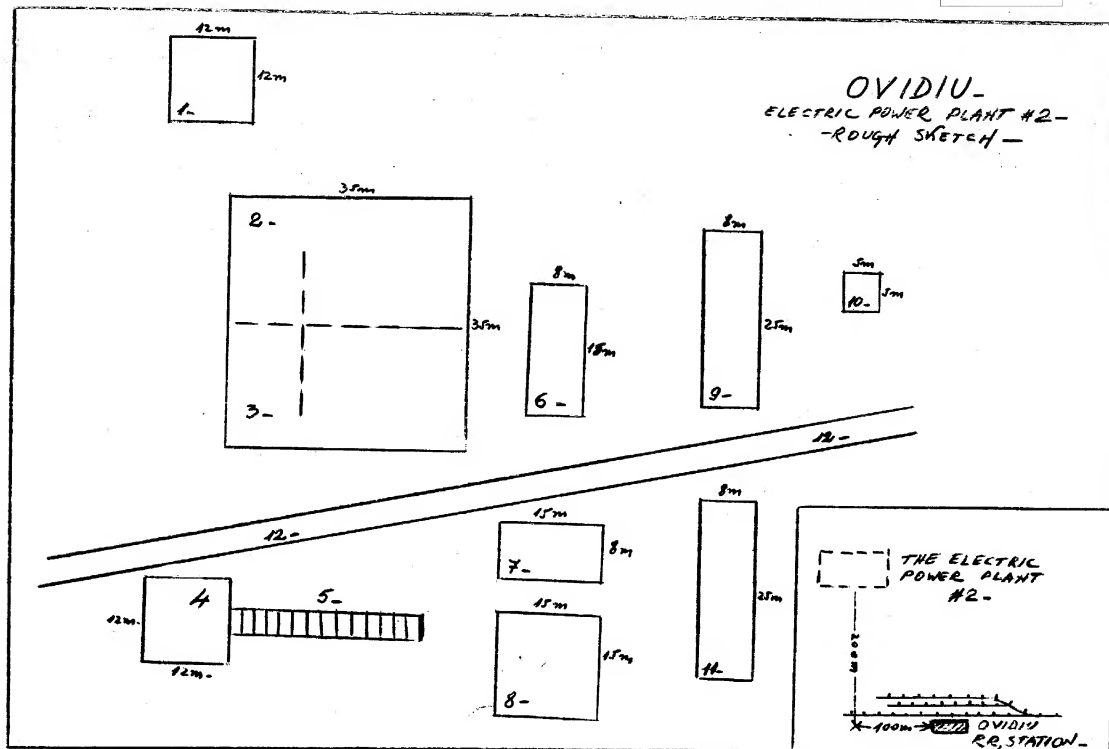 OVIDIU-
ELECTRIC POWER PLANT #2-
-ROUGH SKETCH-
12m
12m
1-
35m
2-
35m
3-
8m
18m
6-
8m
25m
9-
5m
5m
10-
12-
12-
4
12m-
12m-
5-
15m
8m
7-
15m
15m
8-
8m
25m
11-
THE ELECTRIC
POWER PLANT
#2-
200m
100m
OVIDIU
R.R. STATION-